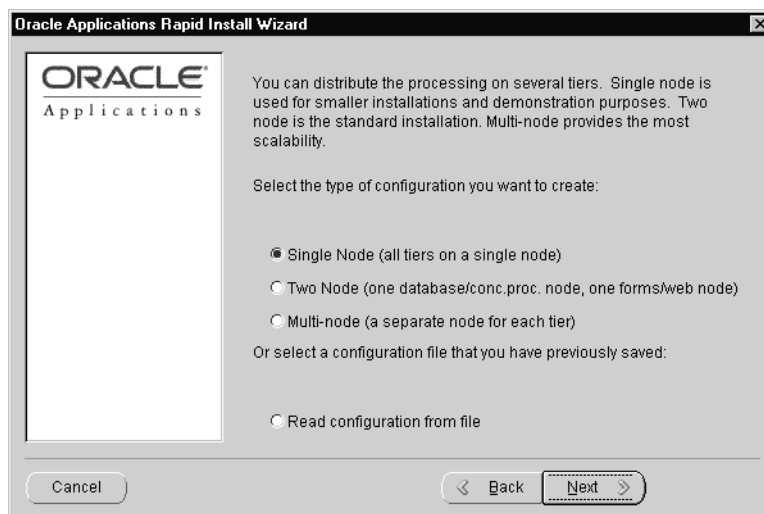 Oracle Applications Rapid Install Wizard
ORACLE®
Applications
You can distribute the processing on several tiers. Single node is
used for smaller installations and demonstration purposes. Two
node is the standard installation. Multi-node provides the most
scalability.
Select the type of configuration you want to create:
Single Node (all tiers on a single node)
Two Node (one database/conc.proc. node, one forms/web node)
Multi-node (a separate node for each tier)
Or select a configuration file that you have previously saved:
Read configuration from file
Cancel
Back
Next